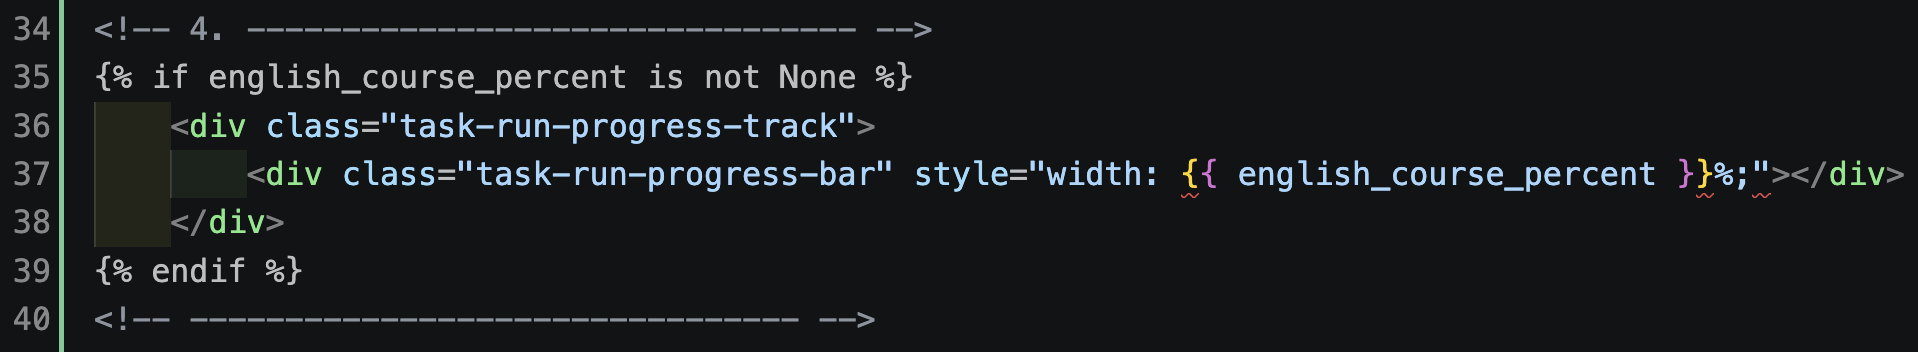 34 <!-- 4. -------------------------------- -->
35 {% if english_course_percent is not None %}
36     <div class="task-run-progress-track">
37         <div class="task-run-progress-bar" style="width: {{ english_course_percent }}%;"></div>
38     </div>
39 {% endif %}
40 <!-- -------------------------------- -->